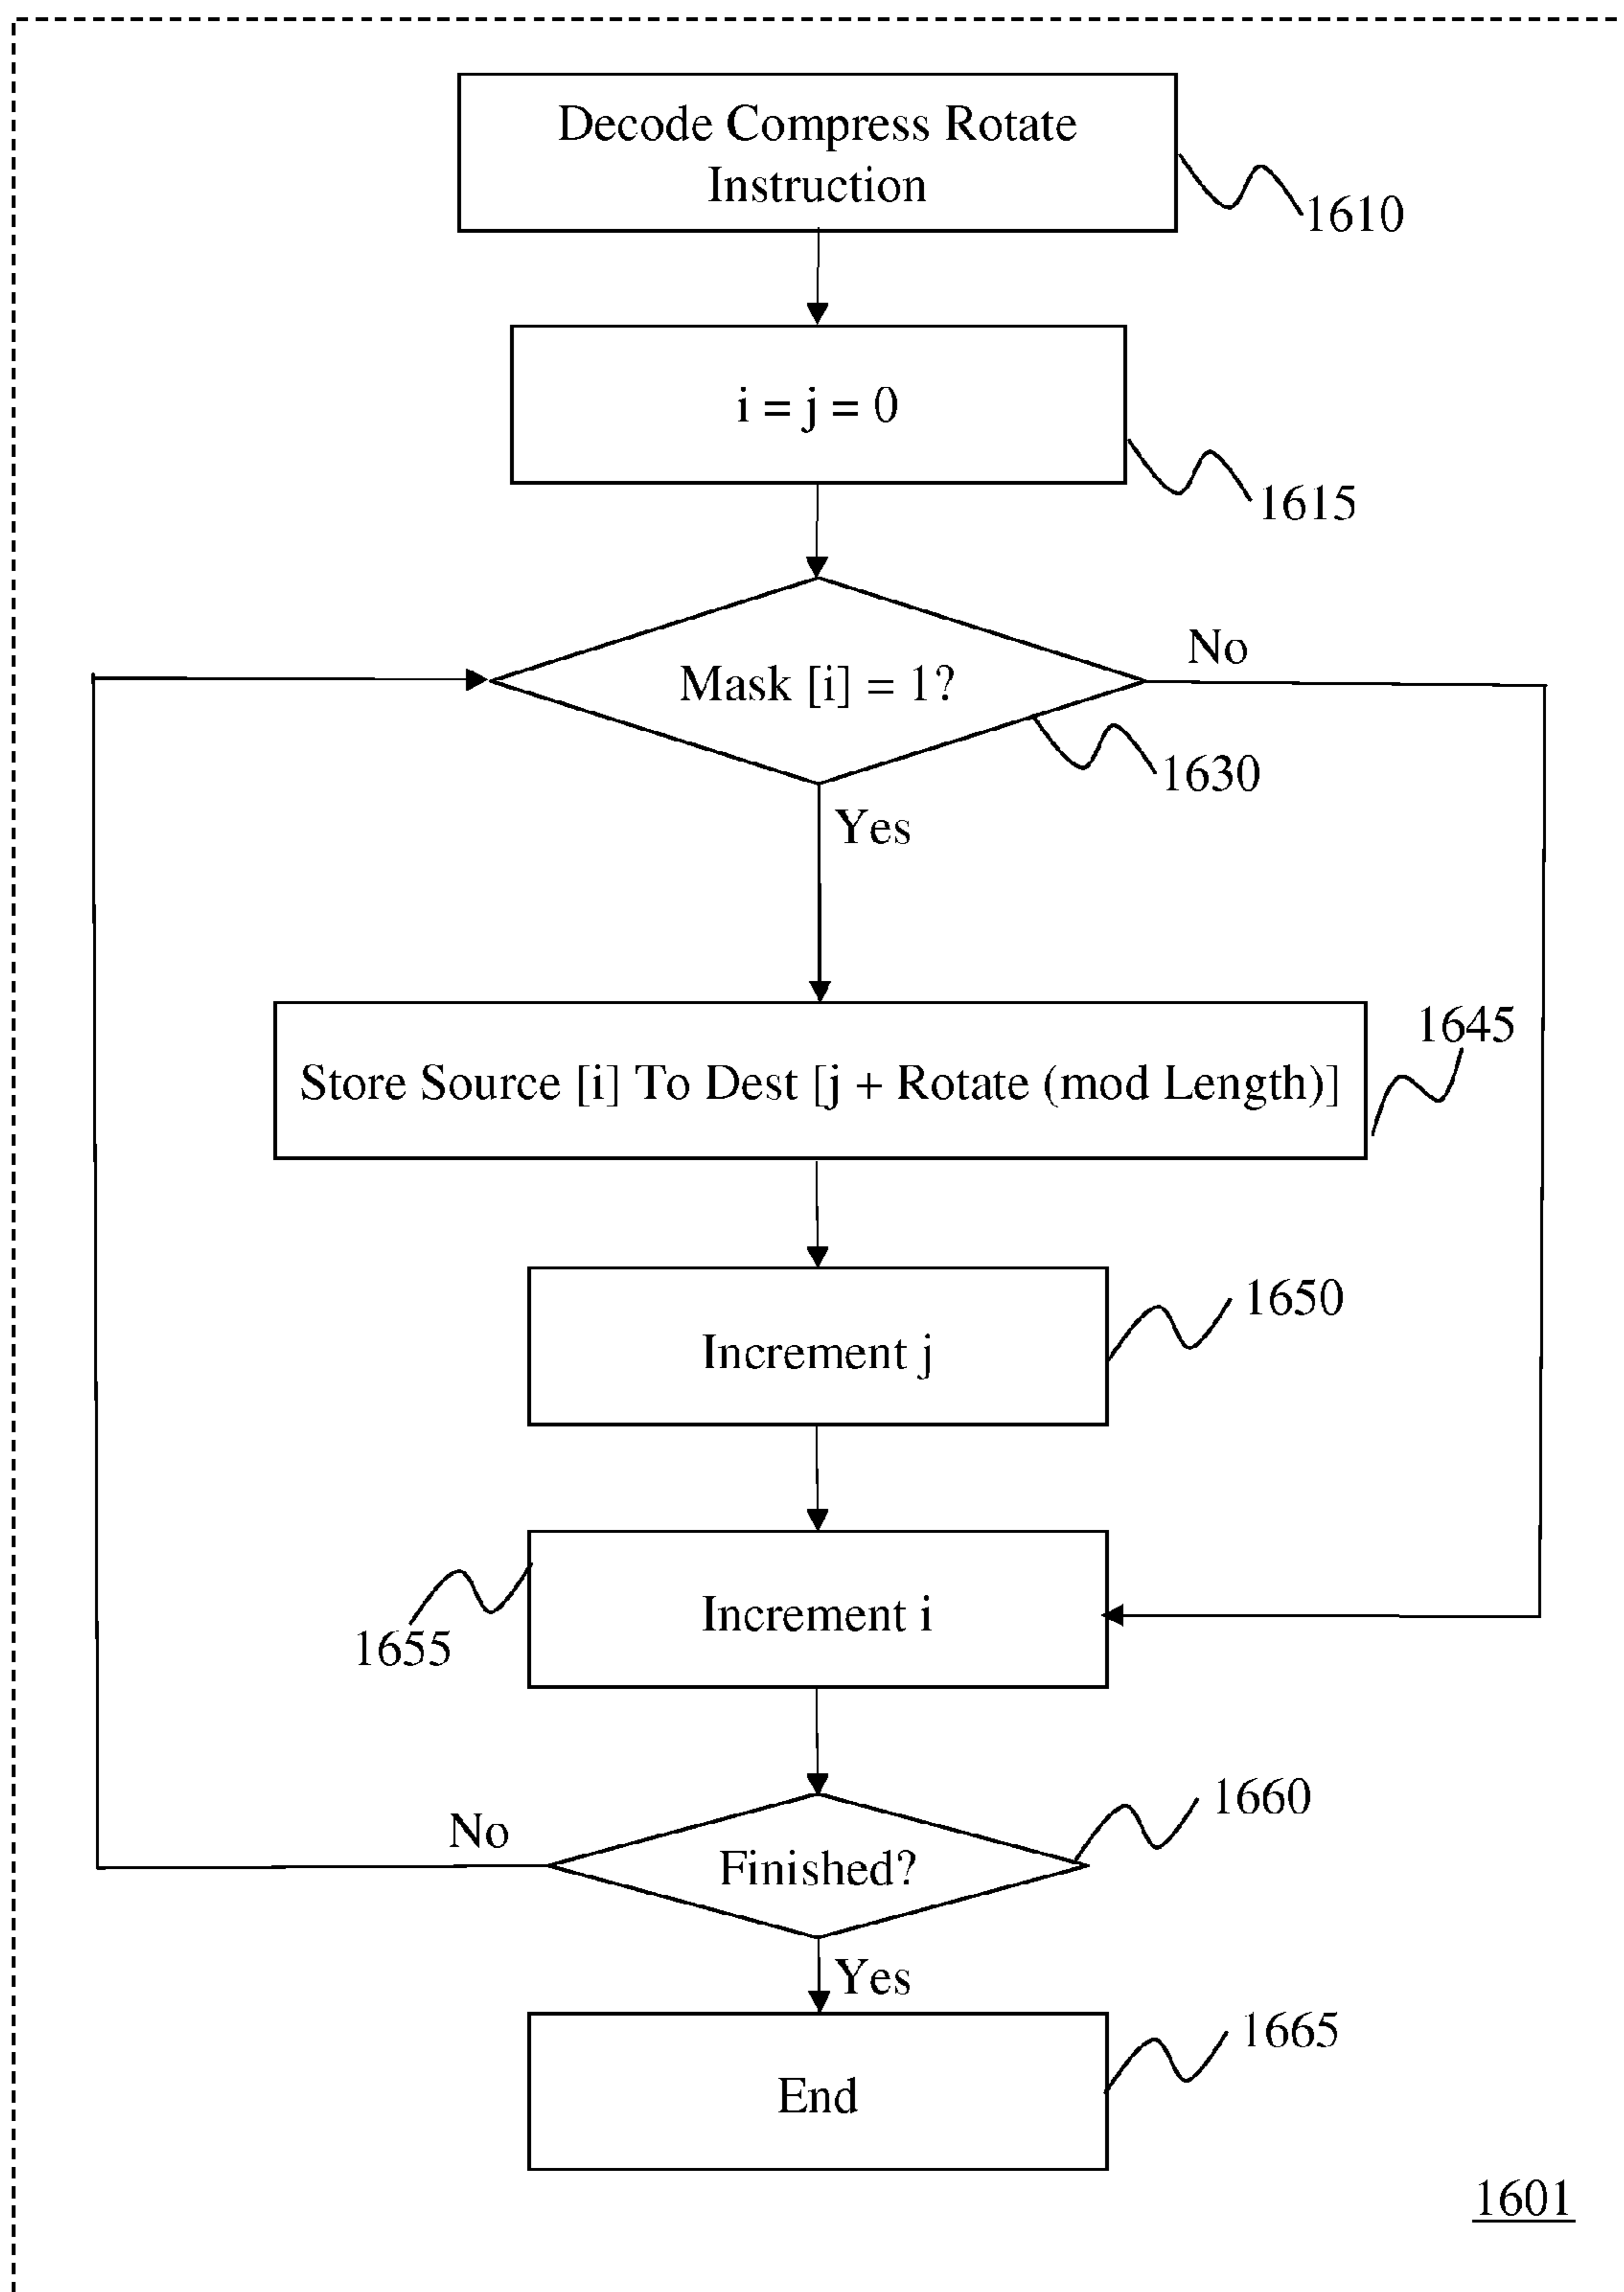 Decode Compress Rotate
Instruction
1610
i = j = 0
1615
Mask [i] = 1?
No
1630
Yes
1645
Store Source [i] To Dest [j + Rotate (mod Length)]
1650
Increment j
Increment i
1655
1660
No
Finished?
Yes
1665
End
1601